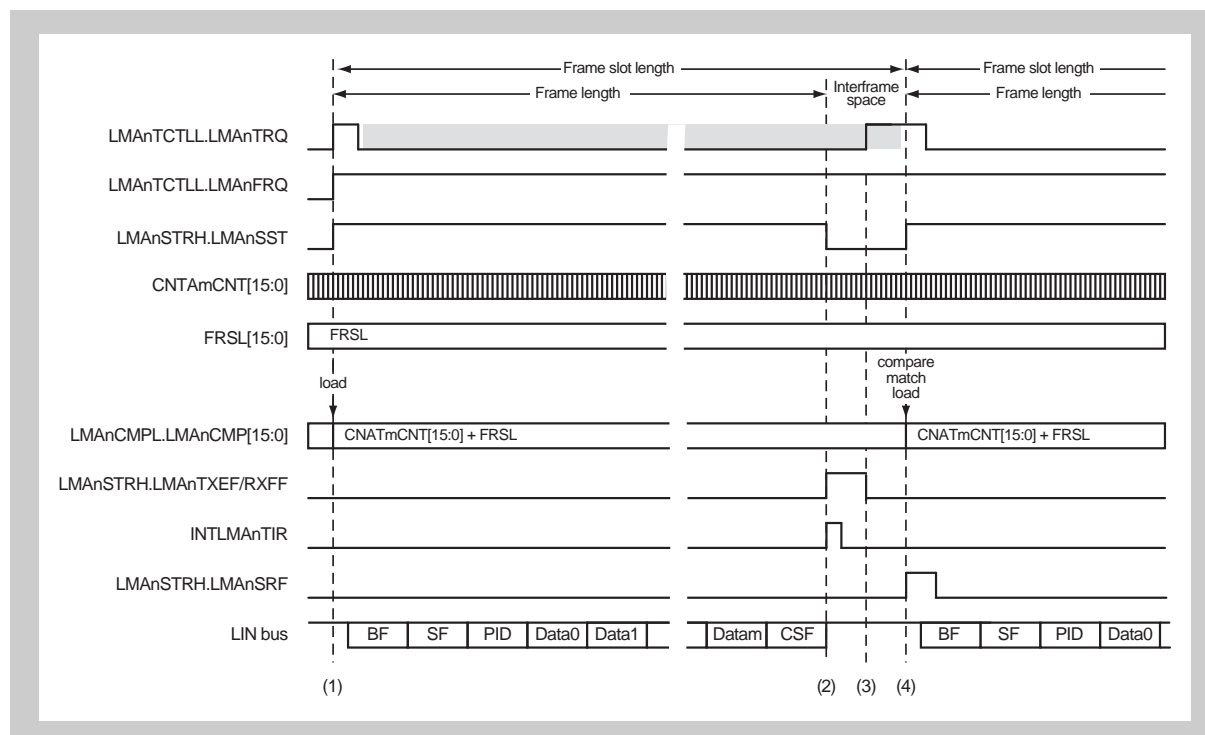 Frame slot length
Frame slot length
Frame length
Interframe
space
Frame length
LMAnTCTLL.LMAnTRQ
LMAnTCTLL.LMAnFRQ
LMAnSTRH.LMAnSST
CNTAmCNT[15:0]
FRSL[15:0]
FRSL
load
compare
match
load
LMAnCMPL.LMAnCMP[15:0]
CNATmCNT[15:0] + FRSL
CNATmCNT[15:0] + FRSL
LMAnSTRH.LMAnTXEF/RXFF
INTLMAnTIR
LMAnSTRH.LMAnSRF
LIN bus
BF SF PID Data0 Data1 Datam CSF BF SF PID Data0
(1) (2) (3) (4)